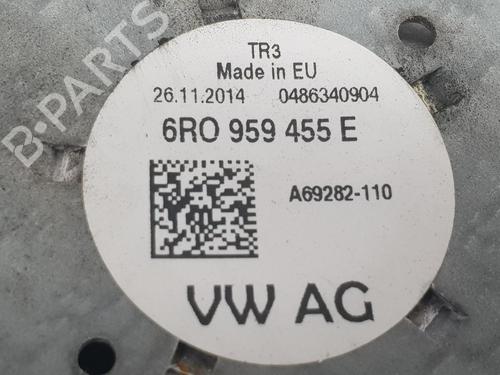 B-PARTS
TR3
Made in EU
26.11.2014 0486340904
6RO 959 455 E
A69282-110
VW AG